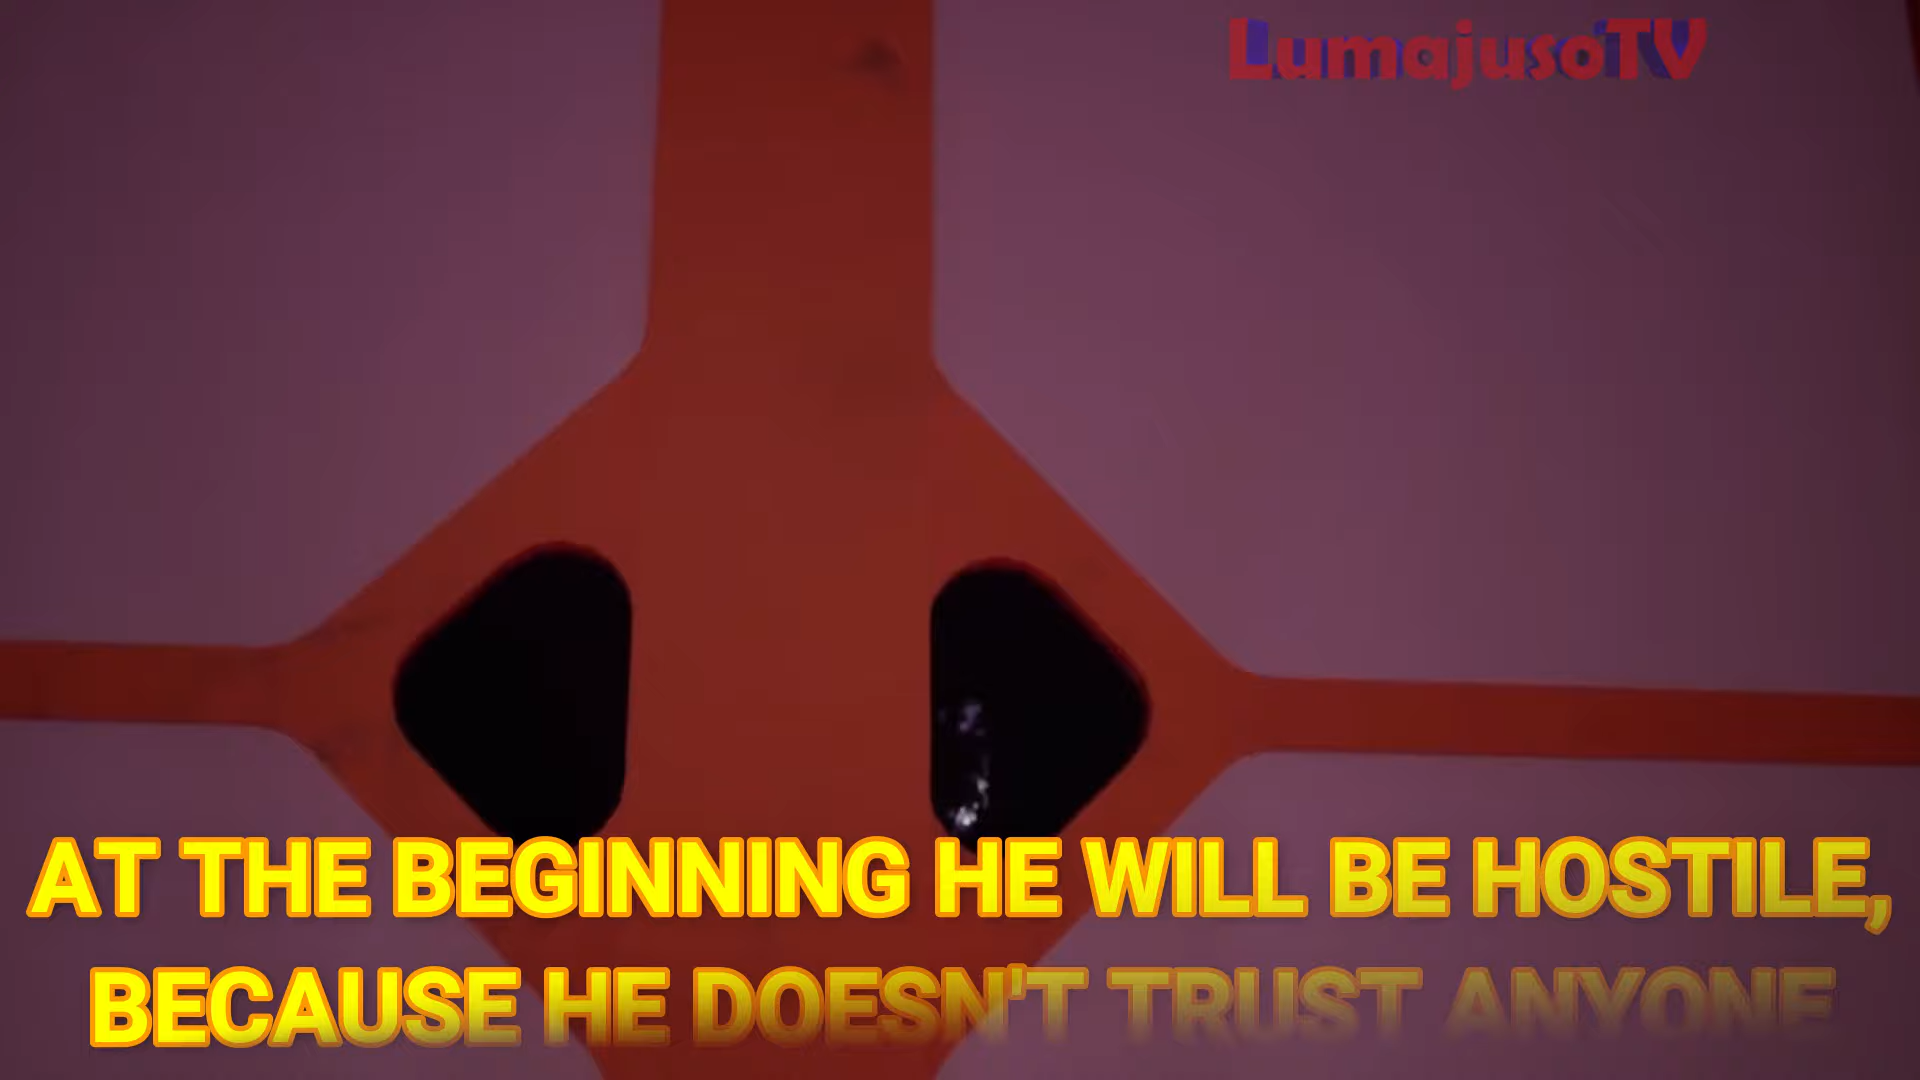 LumajusoTV
AT THE BEGINNING HE WILL BE HOSTILE,
BECAUSE HE DOESN'T TRUST ANYONE